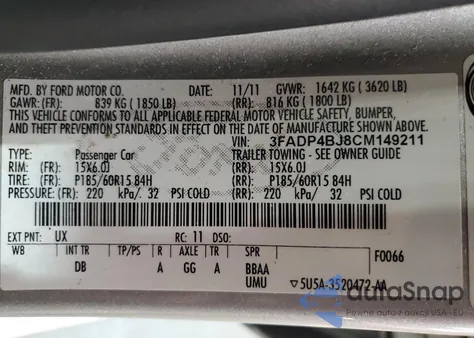 MFD. BY FORD MOTOR CO. DATE: 11/11 GVWR: 1642 KG ( 3620 LB)
GAWR: (FR): 839 KG ( 1850 LB) (RR): 816 KG ( 1800 LB)
THIS VEHICLE CONFORMS TO ALL APPLICABLE FEDERAL MOTOR VEHICLE SAFETY, BUMPER,
AND THEFT PREVENTION STANDARDS IN EFFECT ON THE DATE OF MANUFACTURE SHOWN ABOVE.
VIN: 3FADP4BJ8CM149211
TYPE: Passenger Car TRAILER TOWING - SEE OWNER GUIDE
RIM: (FR): 15X6.0J (RR): 15X6.0J
TIRE: (FR): P185/60R15 84H (RR): P185/60R15 84H
PRESSURE: (FR): 220 kPa/ 32 PSI COLD (RR): 220 kPa/ 32 PSI COLD
EXT PNT: UX RC: 11 DSO:
WB INT TR TP/PS R AXLE TR SPR F0066
DB A GG A BBAA
UMU ▽5U5A-3520472-AA
autoSnap
Pewne auta z aukcji USA - EU